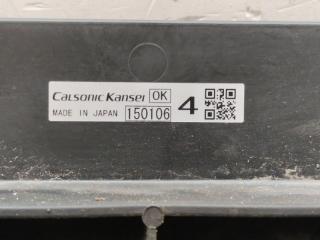 Calsonic Kansei OK
MADE IN JAPAN 150106 4